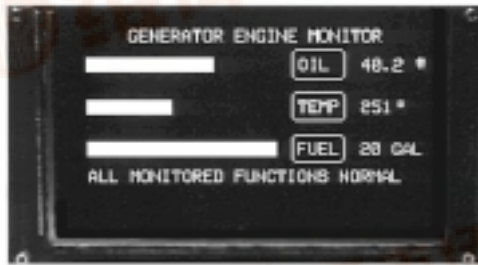 GENERATOR ENGINE MONITOR
OIL 40.2 #
TEMP 251°
FUEL 20 GAL
ALL MONITORED FUNCTIONS NORMAL